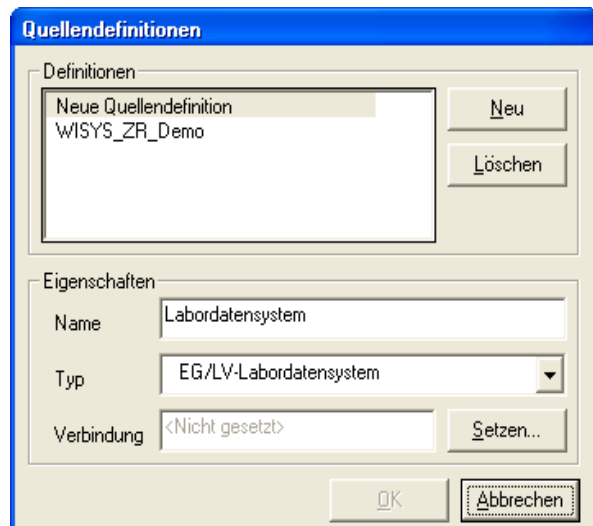 Quellendefinitionen
Definitionen
Neue Quellendefinition
WISYS_ZR_Demo
Neu
Löschen
Eigenschaften
Name
Labordatensystem
Typ
EG/LV-Labordatensystem
Verbindung
<Nicht gesetzt>
Setzen...
OK
Abbrechen